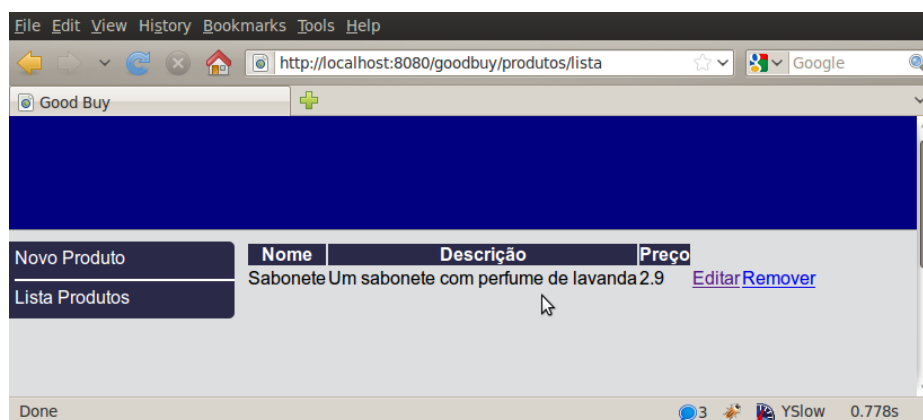 File Edit View History Bookmarks Tools Help
http://localhost:8080/goodbuy/produtos/lista Google
Good Buy
Novo Produto
Lista Produtos
Nome Descrição Preço
Sabonete Um sabonete com perfume de lavanda 2.9 Editar Remover
Done 3 YSlow 0.778s